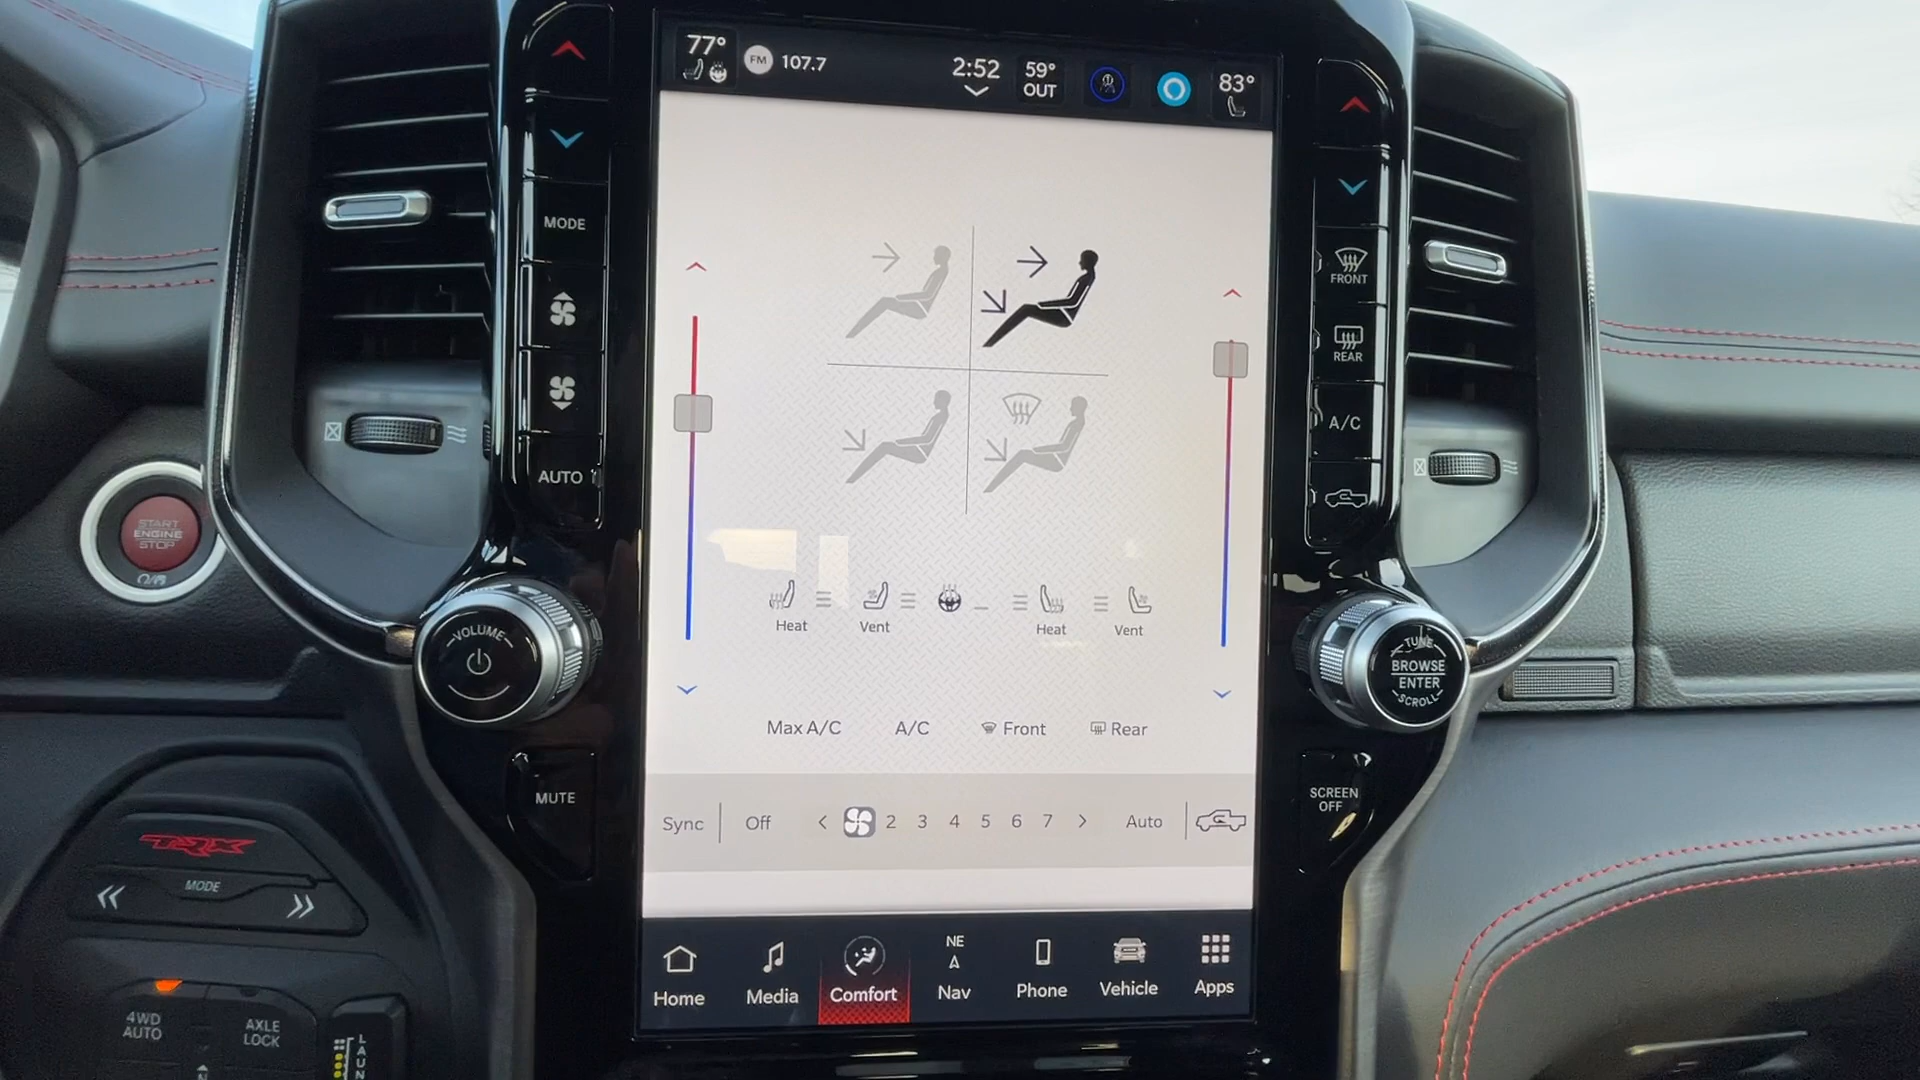 77°
FM 107.7
2:52
59°
OUT
83°
MODE
AUTO
FRONT
REAR
A/C
START
ENGINE
STOP
VOLUME
TUNE
BROWSE
ENTER
SCROLL
Heat
Vent
Heat
Vent
Max A/C
A/C
Front
Rear
MUTE
SCREEN
OFF
Sync
Off
2 3 4 5 6 7
Auto
TRX
MODE
Home
Media
Comfort
NE
Nav
Phone
Vehicle
Apps
4WD
AUTO
AXLE
LOCK
LAUN
N